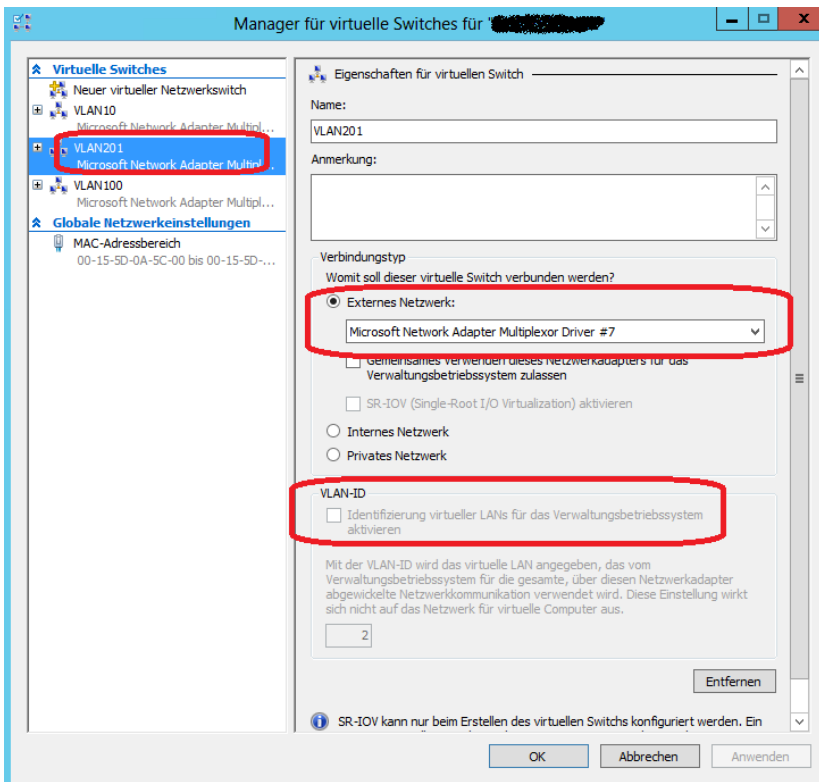 Manager für virtuelle Switches für '
Virtuelle Switches
Neuer virtueller Netzwerkswitch
VLAN10
Microsoft Network Adapter Multipl...
VLAN201
Microsoft Network Adapter Multipl...
VLAN100
Microsoft Network Adapter Multipl...
Globale Netzwerkeinstellungen
MAC-Adressbereich
00-15-5D-0A-5C-00 bis 00-15-5D-...
Eigenschaften für virtuellen Switch
Name:
VLAN201
Anmerkung:
Verbindungstyp
Womit soll dieser virtuelle Switch verbunden werden?
Externes Netzwerk:
Microsoft Network Adapter Multiplexor Driver #7
Gemeinsames Verwenden dieses Netzwerkadapters für das
Verwaltungsbetriebssystem zulassen
SR-IOV (Single-Root I/O Virtualization) aktivieren
Internes Netzwerk
Privates Netzwerk
VLAN-ID
Identifizierung virtueller LANs für das Verwaltungsbetriebssystem
aktivieren
Mit der VLAN-ID wird das virtuelle LAN angegeben, das vom
Verwaltungsbetriebssystem für die gesamte, über diesen Netzwerkadapter
abgewickelte Netzwerkkommunikation verwendet wird. Diese Einstellung wirkt
sich nicht auf das Netzwerk für virtuelle Computer aus.
2
Entfernen
SR-IOV kann nur beim Erstellen des virtuellen Switchs konfiguriert werden. Ein
OK
Abbrechen
Anwenden